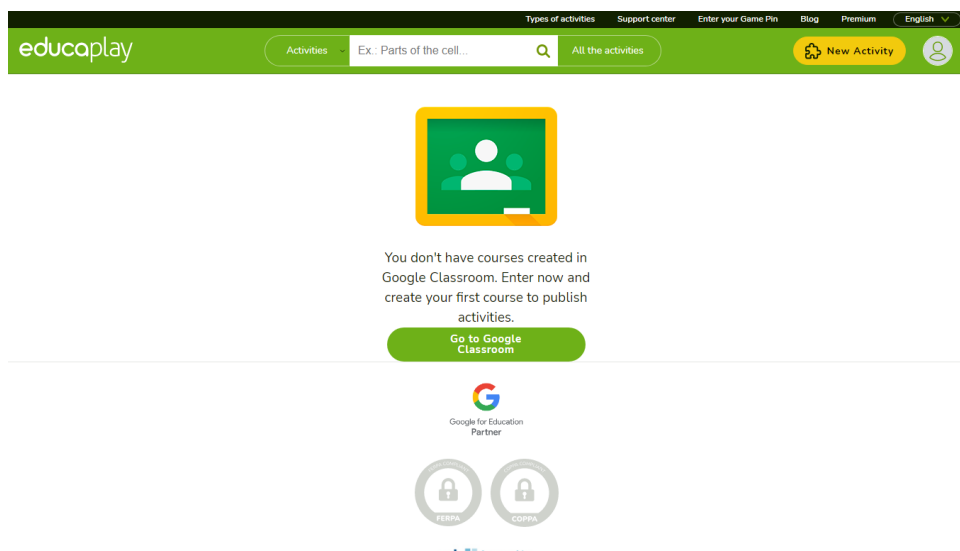 Types of activities Support center Enter your Game Pin Blog Premium English
educaplay Activities Ex.: Parts of the cell... All the activities New Activity
You don't have courses created in
Google Classroom. Enter now and
create your first course to publish
activities.
Go to Google
Classroom
Google for Education
Partner
FERPA COPPA